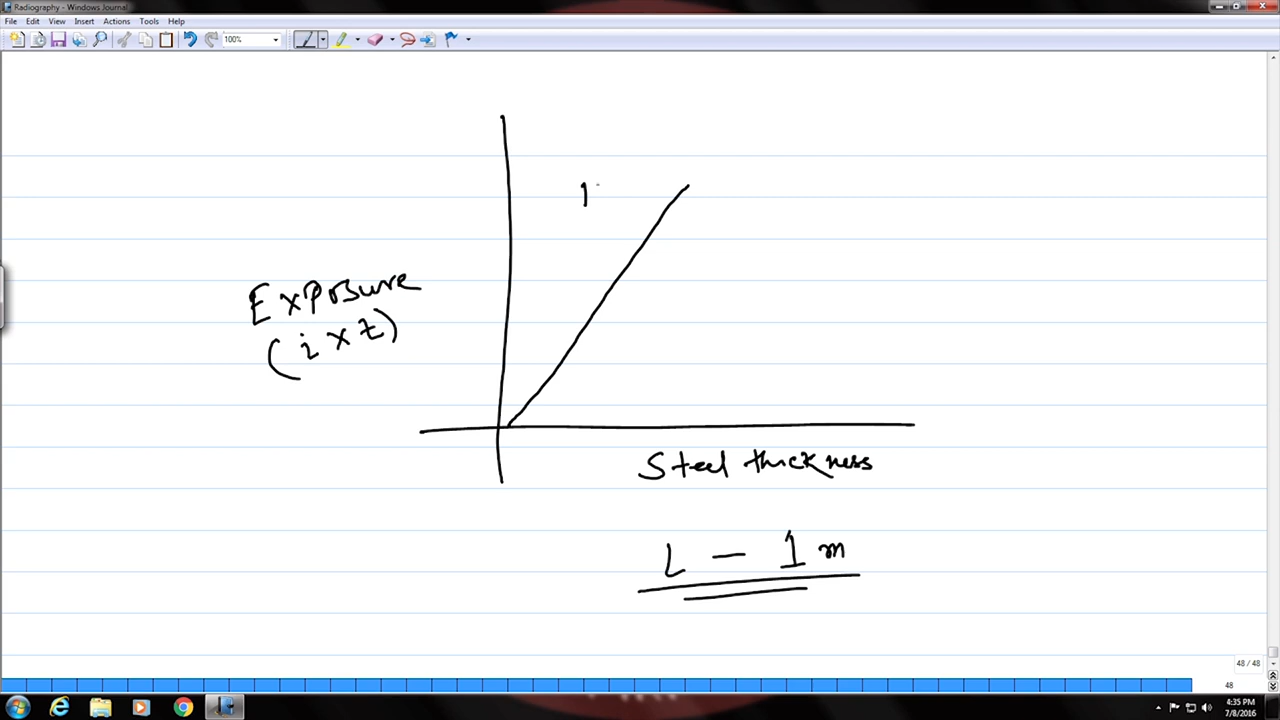 Radiography - Windows Journal
File Edit View Insert Actions Tools Help
100%
1
Exposure
(i x t)
Steel thickness
L - 1 m
48 / 48
48
4:35 PM
7/8/2016